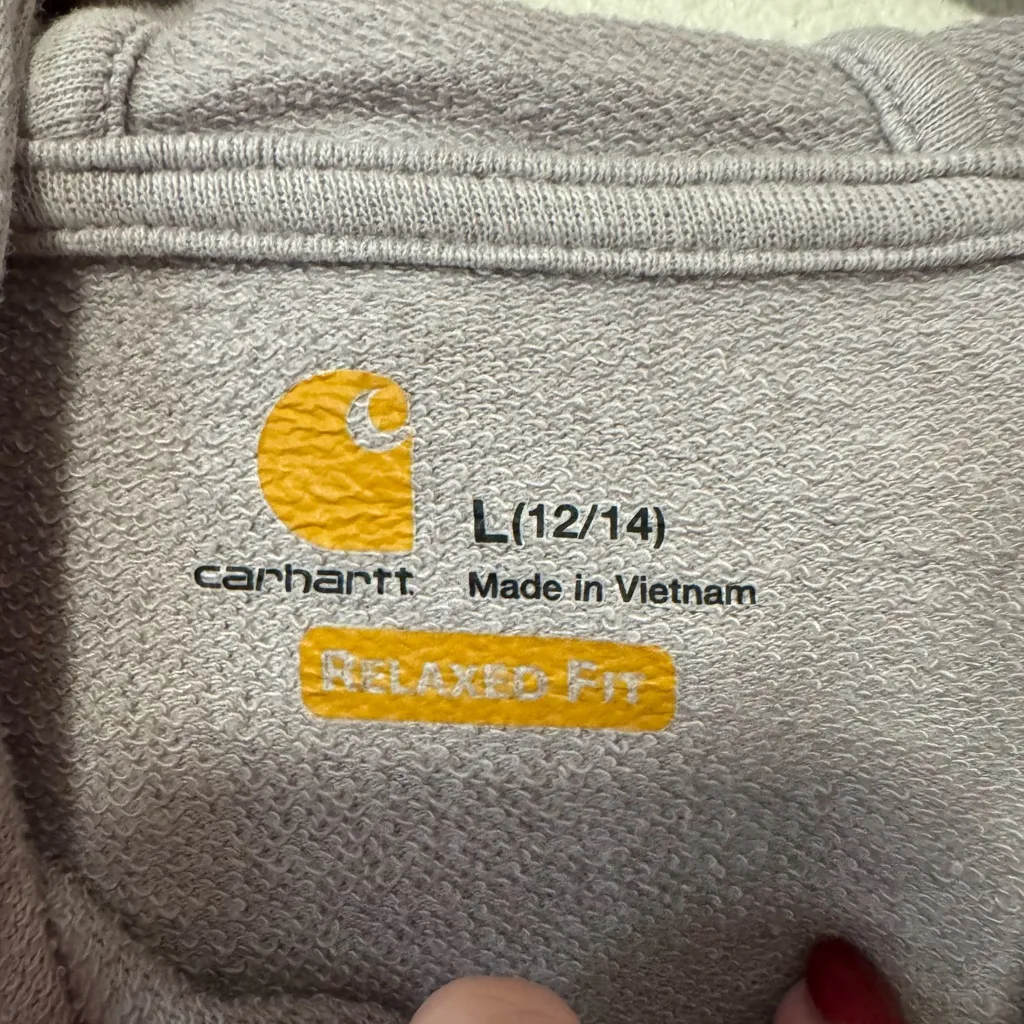 L(12/14)
carhartt.
Made in Vietnam
RELAXED FIT